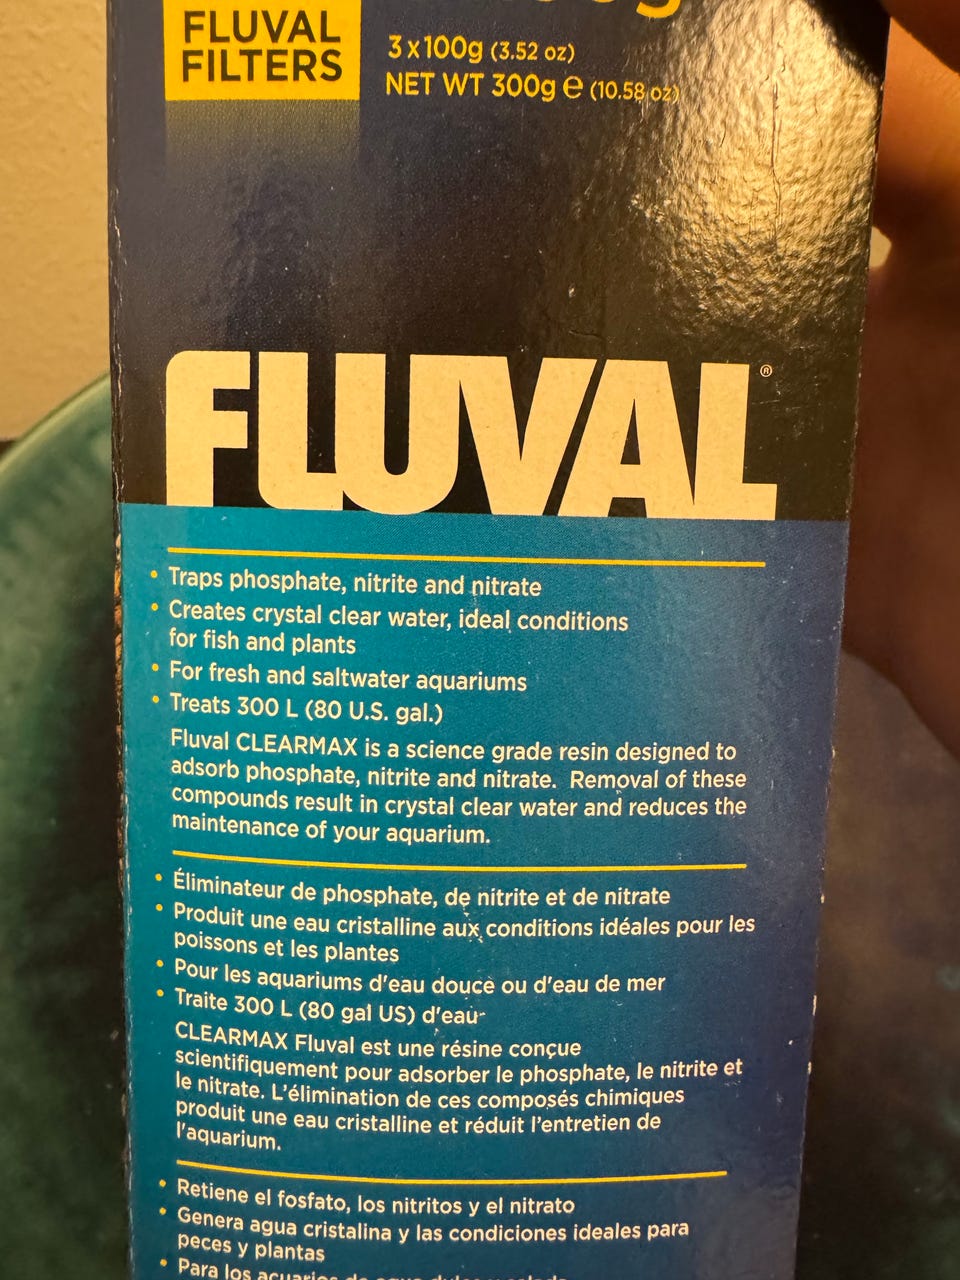 FLUVAL
FILTERS
3 x 100g (3.52 oz)
NET WT 300g e (10.58 oz)
FLUVAL®
• Traps phosphate, nitrite and nitrate
• Creates crystal clear water, ideal conditions
for fish and plants
• For fresh and saltwater aquariums
• Treats 300 L (80 U.S. gal.)
Fluval CLEARMAX is a science grade resin designed to
adsorb phosphate, nitrite and nitrate. Removal of these
compounds result in crystal clear water and reduces the
maintenance of your aquarium.
• Éliminateur de phosphate, de nitrite et de nitrate
• Produit une eau cristalline aux conditions idéales pour les
poissons et les plantes
• Pour les aquariums d'eau douce ou d'eau de mer
• Traite 300 L (80 gal US) d'eau
CLEARMAX Fluval est une résine conçue
scientifiquement pour adsorber le phosphate, le nitrite et
le nitrate. L'élimination de ces composés chimiques
produit une eau cristalline et réduit l'entretien de
l'aquarium.
• Retiene el fosfato, los nitritos y el nitrato
• Genera agua cristalina y las condiciones ideales para
peces y plantas
• Para los acuarios de agua dulce y salada